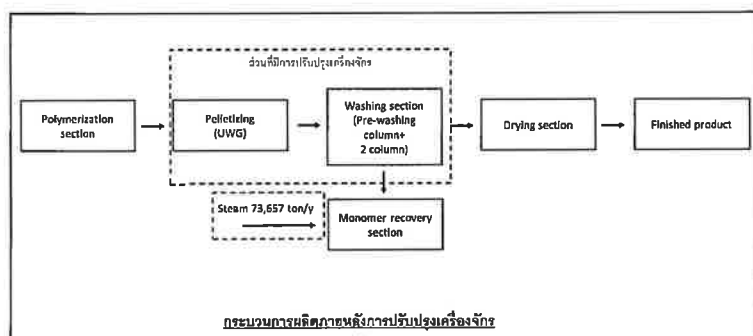 ส่วนที่มีการปรับปรุงเครื่องจักร
Polymerization
section
Pelletizing
(UWG)
Washing section
(Pre-washing
column+
2 column)
Drying section
Finished product
Steam 73,657 ton/y
Monomer recovery
section
กระบวนการผลิตภายหลังการปรับปรุงเครื่องจักร